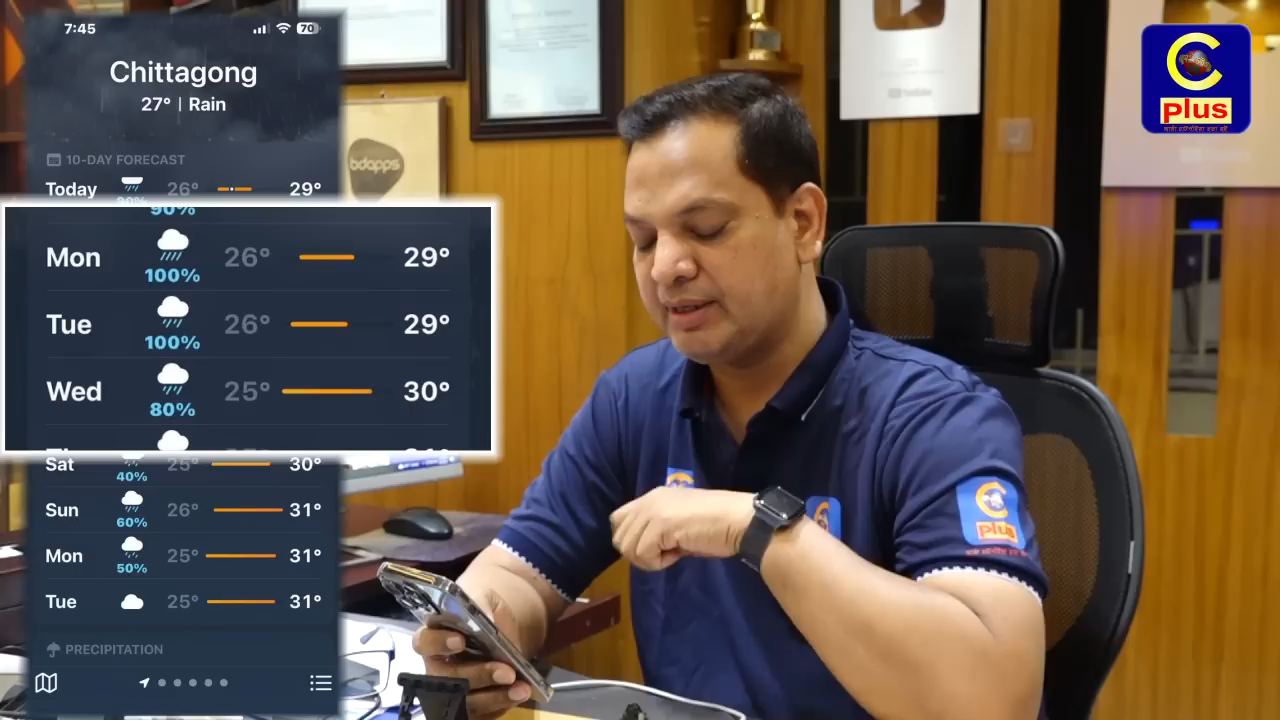 7:45
70
Chittagong
27° | Rain
10-DAY FORECAST
Today 26° 29°
90%
Mon 26° 29°
100%
Tue 26° 29°
100%
Wed 25° 30°
80%
Sat 25° 30°
40%
Sun 26° 31°
60%
Mon 25° 31°
50%
Tue 25° 31°
PRECIPITATION
bdapps
YouTube
C
Plus
C
plus